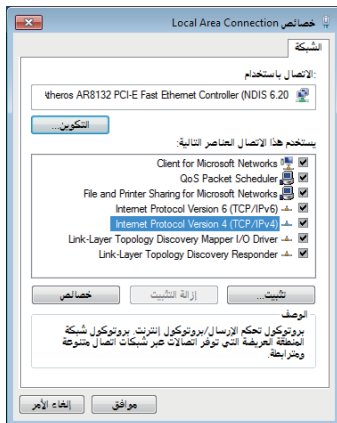 خصائص Local Area Connection
الشبكة
الاتصال باستخدام:
Atheros AR8132 PCI-E Fast Ethernet Controller (NDIS 6.20
التكوين...
يستخدم هذا الاتصال العناصر التالية:
Client for Microsoft Networks
QoS Packet Scheduler
File and Printer Sharing for Microsoft Networks
Internet Protocol Version 6 (TCP/IPv6)
Internet Protocol Version 4 (TCP/IPv4)
Link-Layer Topology Discovery Mapper I/O Driver
Link-Layer Topology Discovery Responder
تثبيت...
إزالة التثبيت
خصائص
الوصف
بروتوكول تحكم الإرسال/بروتوكول إنترنت. بروتوكول شبكة
المنطقة العريضة التي توفر اتصالات عبر شبكات اتصال متنوعة
ومترابطة.
موافق
إلغاء الأمر